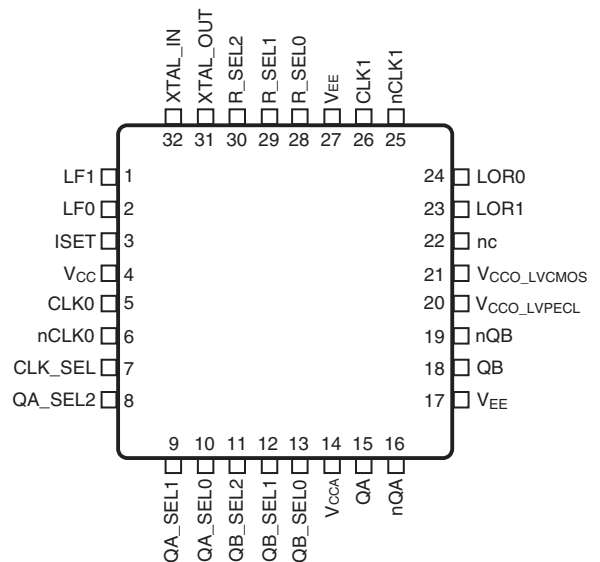 XTAL_IN
XTAL_OUT
R_SEL2
R_SEL1
R_SEL0
VEE
CLK1
nCLK1
32 31 30 29 28 27 26 25
LF1 1
LF0 2
ISET 3
VCC 4
CLK0 5
nCLK0 6
CLK_SEL 7
QA_SEL2 8
24 LOR0
23 LOR1
22 nc
21 VCCO_LVCMOS
20 VCCO_LVPECL
19 nQB
18 QB
17 VEE
9 10 11 12 13 14 15 16
QA_SEL1
QA_SEL0
QB_SEL2
QB_SEL1
QB_SEL0
VCCA
QA
nQA